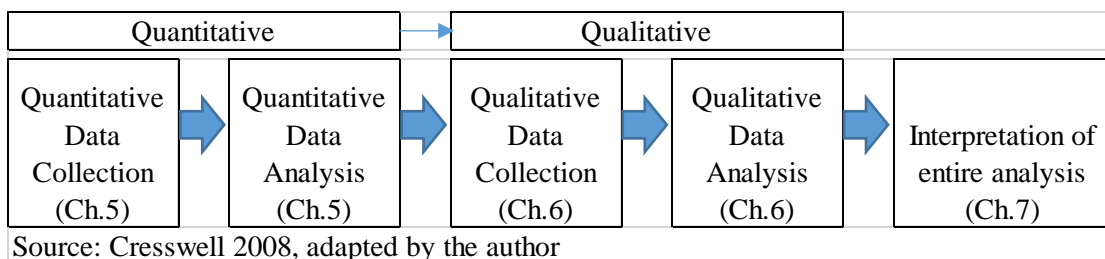 Quantitative
Qualitative
Quantitative
Data
Collection
(Ch.5)
Quantitative
Data
Analysis
(Ch.5)
Qualitative
Data
Collection
(Ch.6)
Qualitative
Data
Analysis
(Ch.6)
Interpretation of
entire analysis
(Ch.7)
Source: Cresswell 2008, adapted by the author